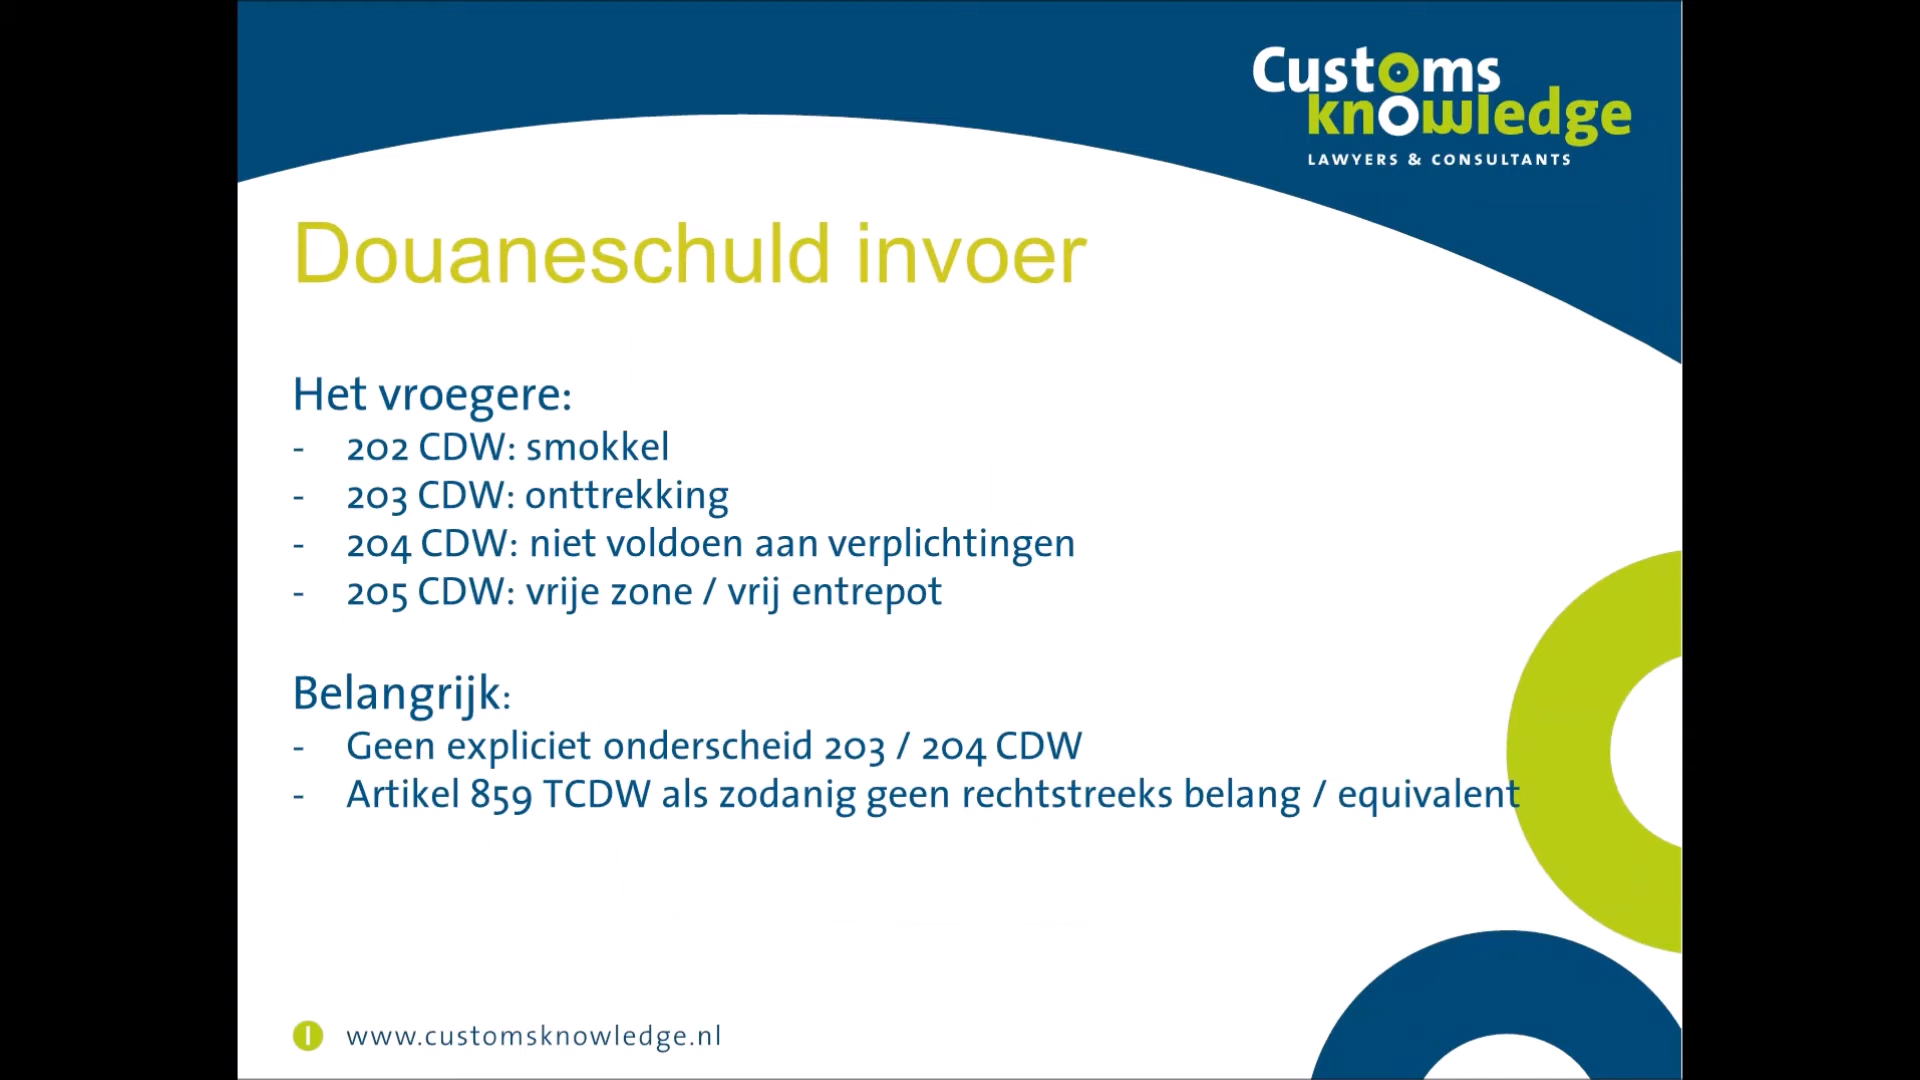 Customs
knowledge
LAWYERS & CONSULTANTS
Douaneschuld invoer
Het vroegere:
- 202 CDW: smokkel
- 203 CDW: onttrekking
- 204 CDW: niet voldoen aan verplichtingen
- 205 CDW: vrije zone / vrij entrepot
Belangrijk:
- Geen expliciet onderscheid 203 / 204 CDW
- Artikel 859 TCDW als zodanig geen rechtstreeks belang / equivalent
www.customsknowledge.nl